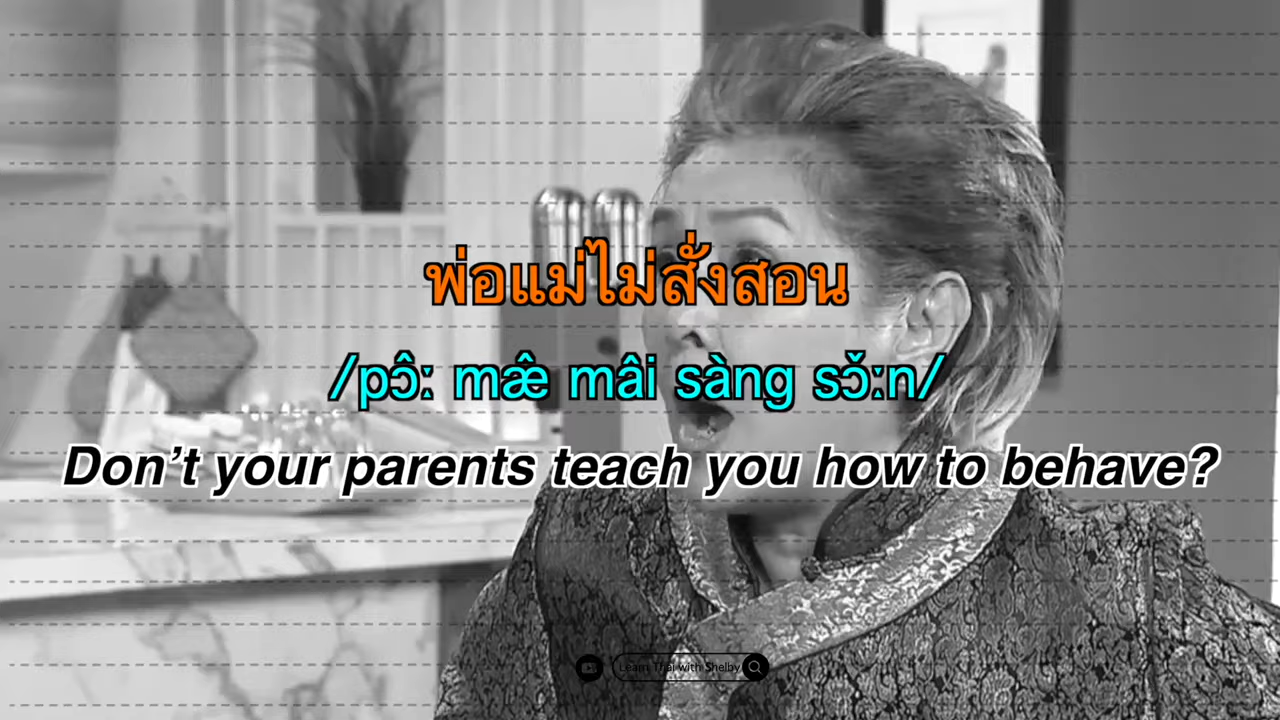 พ่อแม่ไม่สั่งสอน
/pɔ̂ː mæ̂ mâi sàng sɔ̌ːn/
Don’t your parents teach you how to behave?
Learn Thai with Shelby